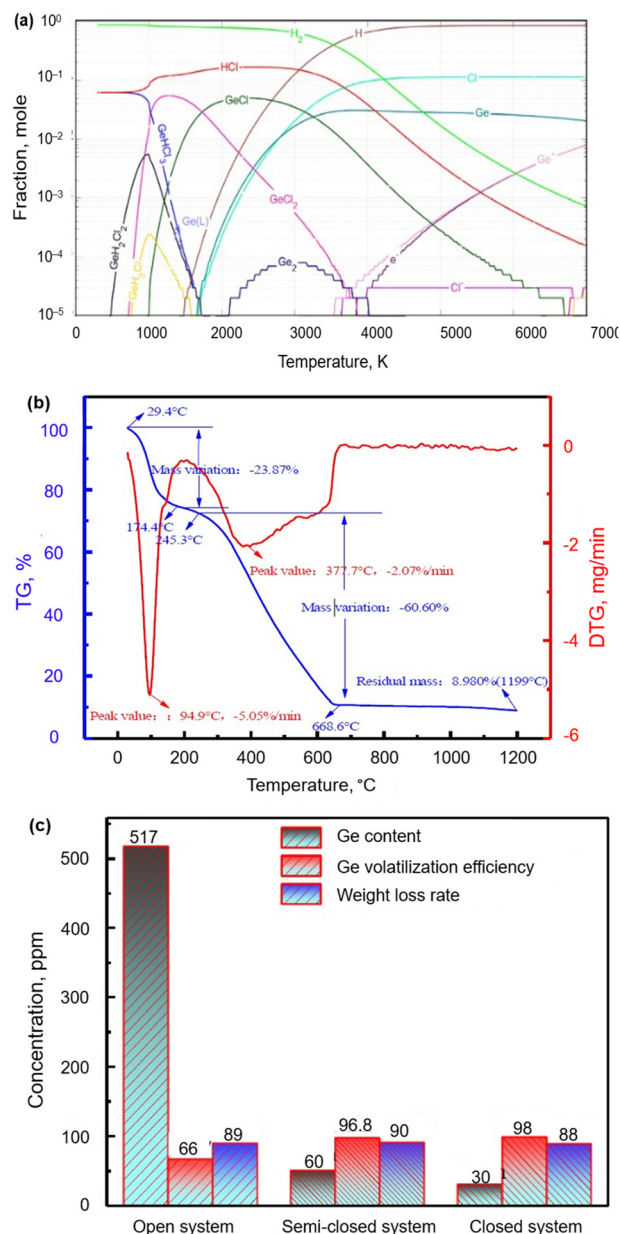 (a)
10⁰
10⁻¹
10⁻²
10⁻³
10⁻⁴
10⁻⁵
Fraction, mole
H₂
H
HCl
Cl
GeCl
Ge
GeHCl₃
GeH₂Cl₂
GeH₃Cl
Ge(L)
GeCl₂
Ge₂
Ge⁺
e⁻
Cl⁻
0 1000 2000 3000 4000 5000 6000 7000
Temperature, K
(b)
100
80
60
40
20
0
TG, %
29.4°C
Mass variation: -23.87%
174.4°C
245.3°C
Peak value: 377.7°C, -2.07%/min
Mass variation: -60.60%
Residual mass: 8.980%(1199°C)
Peak value: : 94.9°C, -5.05%/min
668.6°C
0
-2
-4
-6
DTG, mg/min
0 200 400 600 800 1000 1200
Temperature, °C
(c)
500
400
300
200
100
0
Concentration, ppm
Ge content
Ge volatilization efficiency
Weight loss rate
517
66
89
60
96.8
90
30
98
88
Open system
Semi-closed system
Closed system